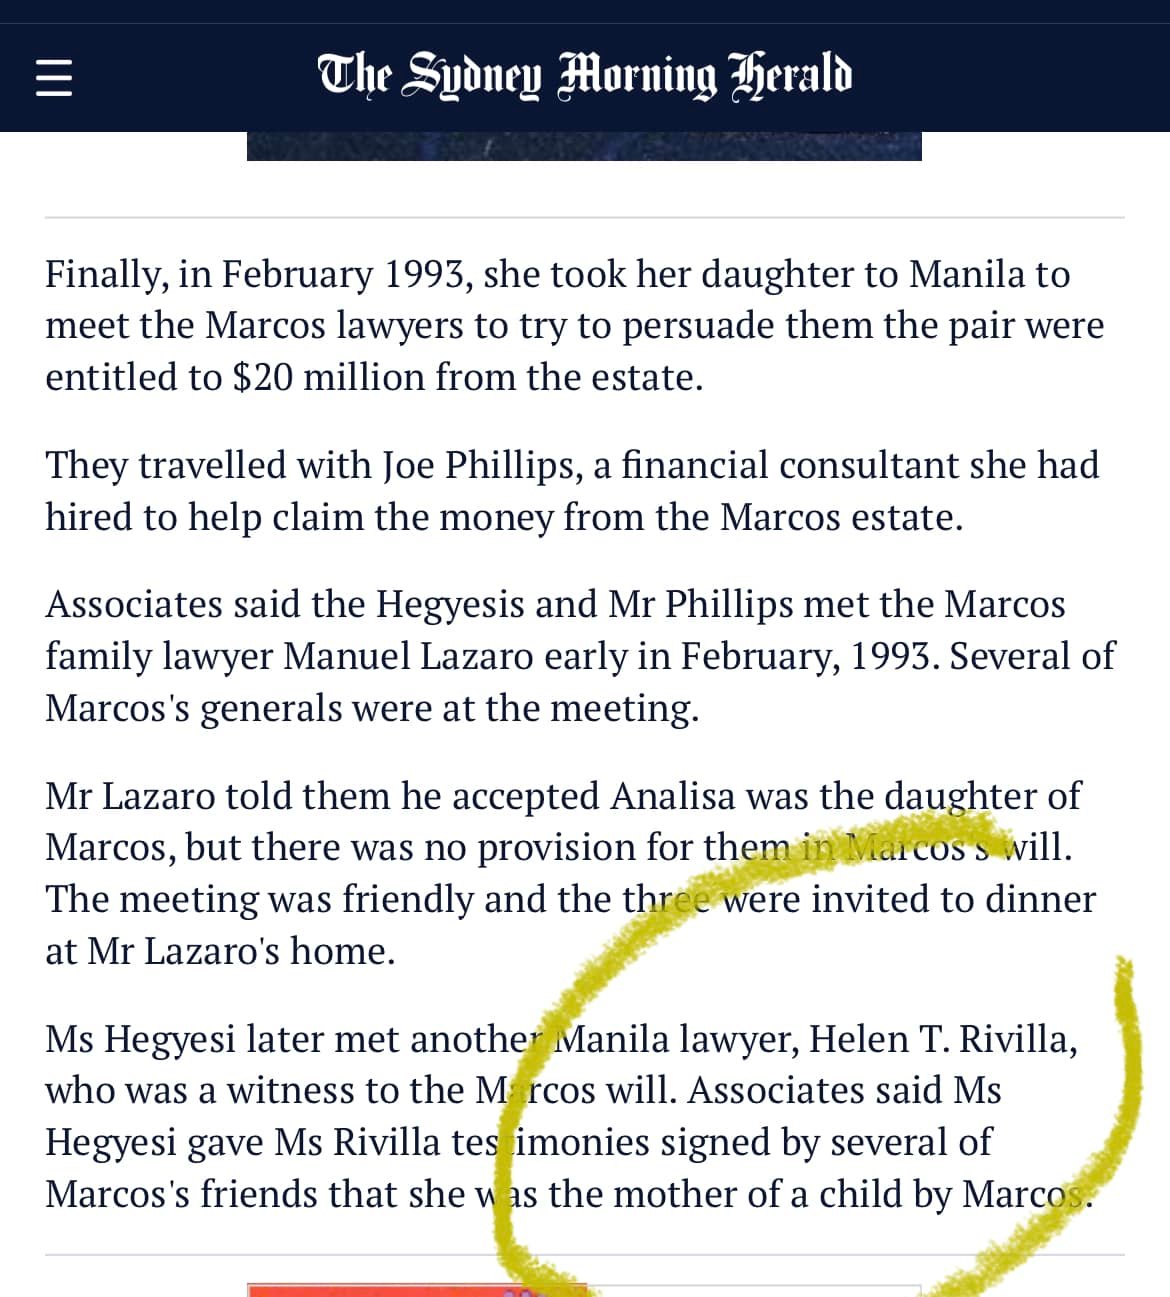 The Sydney Morning Herald
Finally, in February 1993, she took her daughter to Manila to
meet the Marcos lawyers to try to persuade them the pair were
entitled to $20 million from the estate.
They travelled with Joe Phillips, a financial consultant she had
hired to help claim the money from the Marcos estate.
Associates said the Hegyesis and Mr Phillips met the Marcos
family lawyer Manuel Lazaro early in February, 1993. Several of
Marcos's generals were at the meeting.
Mr Lazaro told them he accepted Analisa was the daughter of
Marcos, but there was no provision for them in Marcos's will.
The meeting was friendly and the three were invited to dinner
at Mr Lazaro's home.
Ms Hegyesi later met another Manila lawyer, Helen T. Rivilla,
who was a witness to the Marcos will. Associates said Ms
Hegyesi gave Ms Rivilla testimonies signed by several of
Marcos's friends that she was the mother of a child by Marcos.